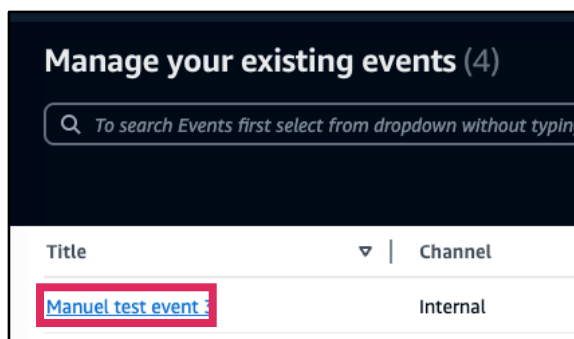 Manage your existing events (4)
To search Events first select from dropdown without typing
Title Channel
Manuel test event 3 Internal